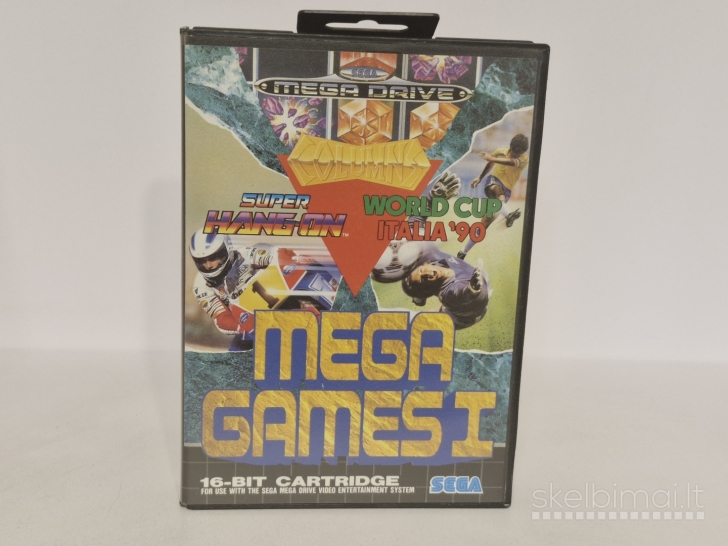 SEGA
MEGA DRIVE
COLUMNS
SUPER
HANG-ON™
WORLD CUP
ITALIA '90
MEGA
GAMES I
16-BIT CARTRIDGE
FOR USE WITH THE SEGA MEGA DRIVE VIDEO ENTERTAINMENT SYSTEM
SEGA
skelbimai.lt